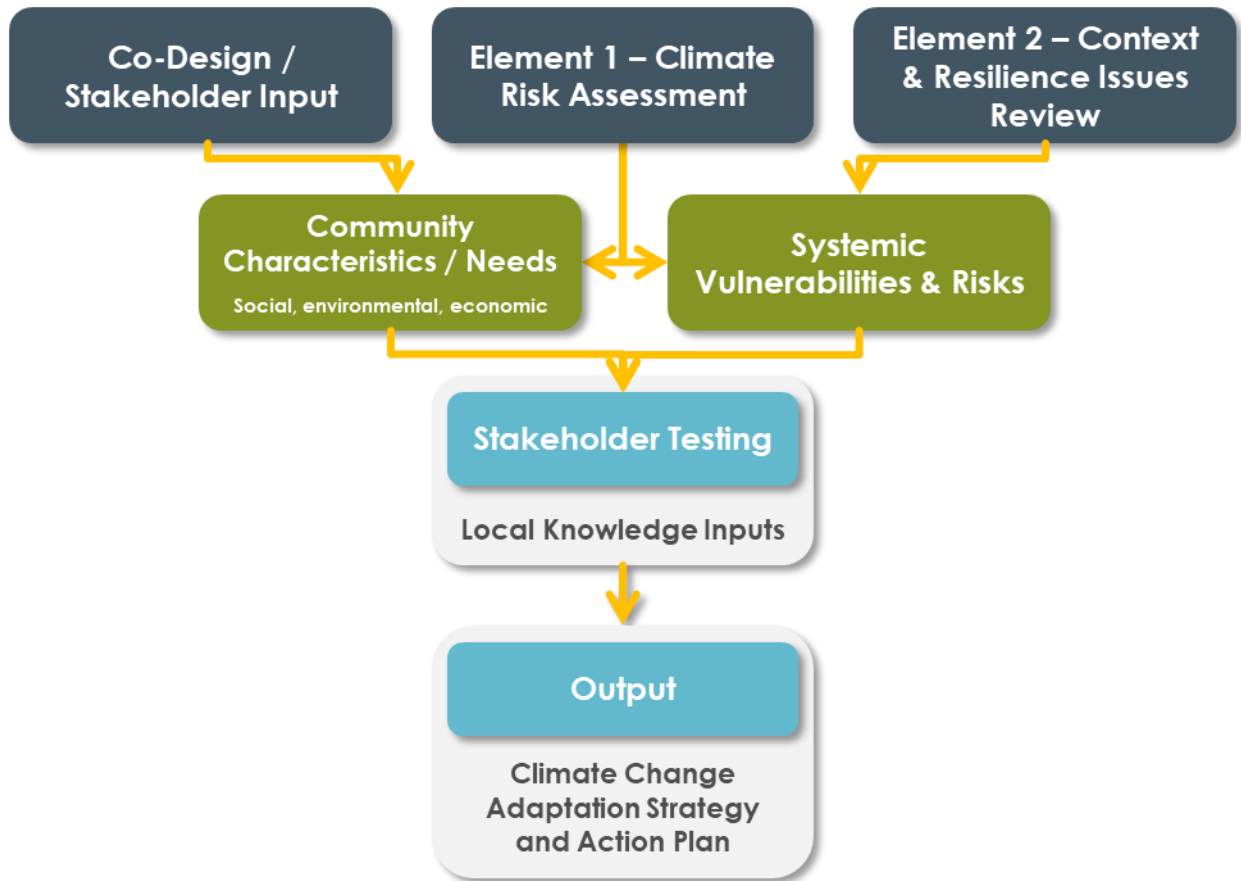 Co-Design /
Stakeholder Input
Element 1 – Climate
Risk Assessment
Element 2 – Context
& Resilience Issues
Review
Community
Characteristics / Needs
Social, environmental, economic
Systemic
Vulnerabilities & Risks
Stakeholder Testing
Local Knowledge Inputs
Output
Climate Change
Adaptation Strategy
and Action Plan